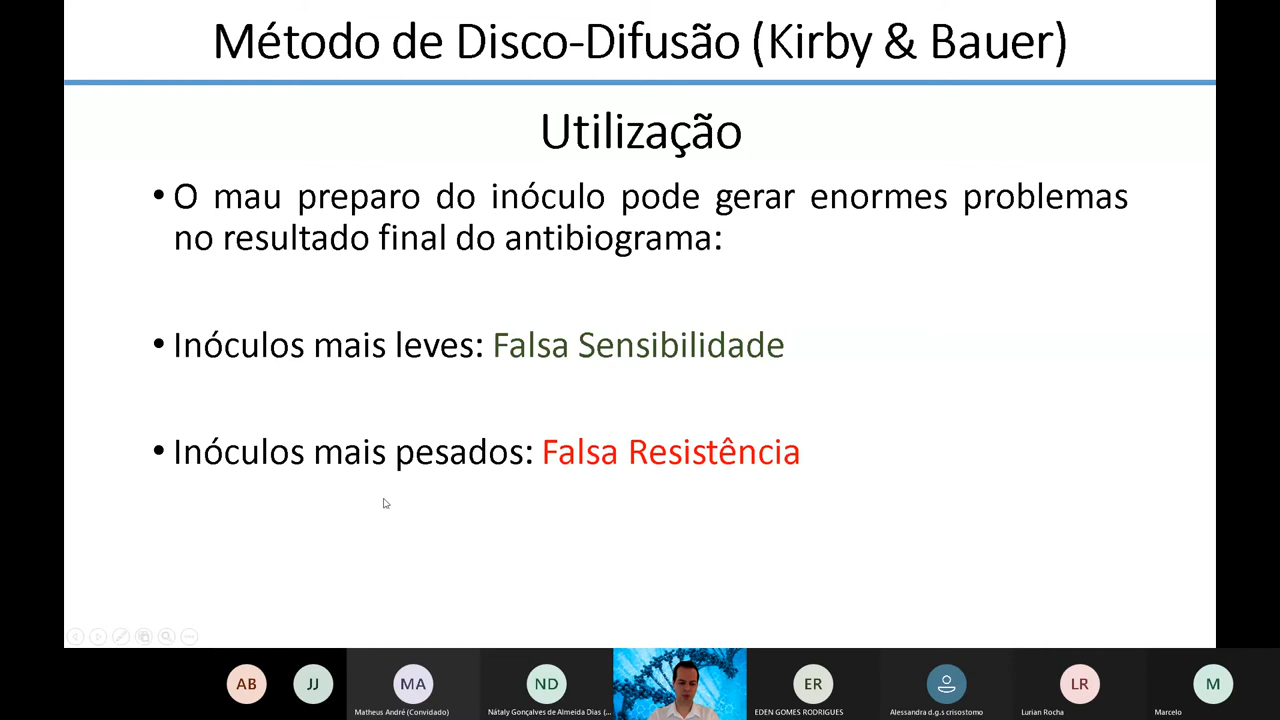 Método de Disco-Difusão (Kirby & Bauer)
Utilização
• O mau preparo do inóculo pode gerar enormes problemas
no resultado final do antibiograma:
• Inóculos mais leves: Falsa Sensibilidade
• Inóculos mais pesados: Falsa Resistência
AB JJ MA ND ER LR M
Matheus André (Convidado) Nátaly Gonçalves de Almeida Dias (... EDEN GOMES RODRIGUES Alessandra d.g.s crisostomo Lurian Rocha Marcelo